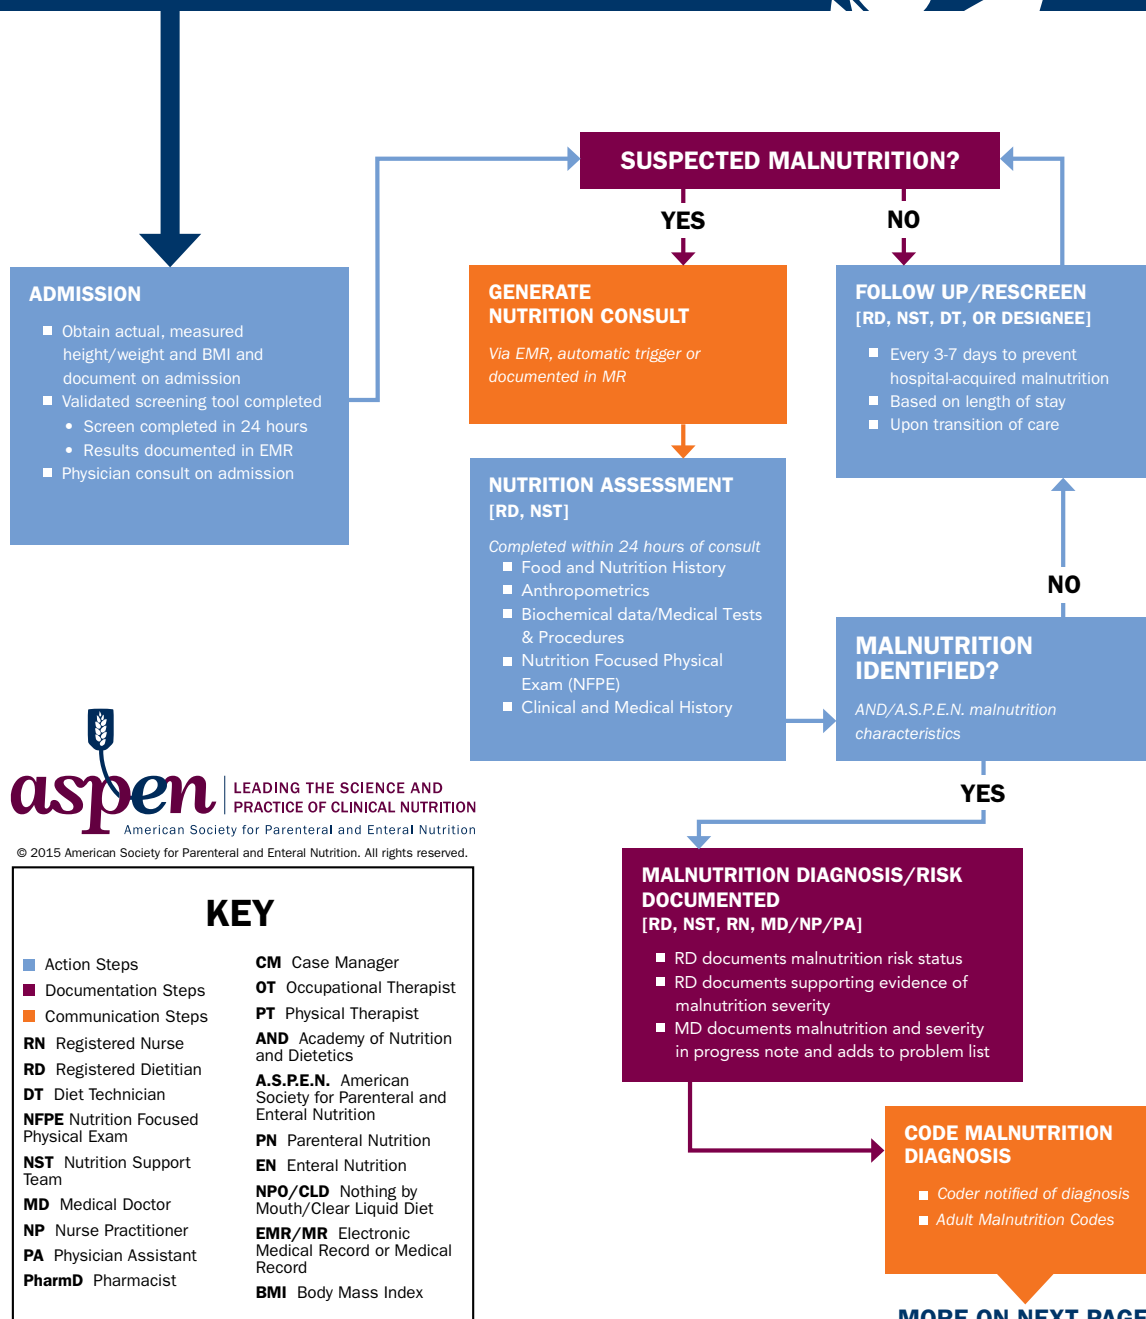 SUSPECTED MALNUTRITION?
YES
NO
ADMISSION
Obtain actual, measured
height/weight and BMI and
document on admission
Validated screening tool completed
• Screen completed in 24 hours
• Results documented in EMR
Physician consult on admission
GENERATE
NUTRITION CONSULT
Via EMR, automatic trigger or
documented in MR
FOLLOW UP/RESCREEN
[RD, NST, DT, OR DESIGNEE]
Every 3-7 days to prevent
hospital-acquired malnutrition
Based on length of stay
Upon transition of care
NUTRITION ASSESSMENT
[RD, NST]
Completed within 24 hours of consult
Food and Nutrition History
Anthropometrics
Biochemical data/Medical Tests
& Procedures
Nutrition Focused Physical
Exam (NFPE)
Clinical and Medical History
NO
MALNUTRITION
IDENTIFIED?
AND/A.S.P.E.N. malnutrition
characteristics
YES
aspen
LEADING THE SCIENCE AND
PRACTICE OF CLINICAL NUTRITION
American Society for Parenteral and Enteral Nutrition
© 2015 American Society for Parenteral and Enteral Nutrition. All rights reserved.
MALNUTRITION DIAGNOSIS/RISK
DOCUMENTED
[RD, NST, RN, MD/NP/PA]
RD documents malnutrition risk status
RD documents supporting evidence of
malnutrition severity
MD documents malnutrition and severity
in progress note and adds to problem list
KEY
Action Steps
Documentation Steps
Communication Steps
RN Registered Nurse
RD Registered Dietitian
DT Diet Technician
NFPE Nutrition Focused
Physical Exam
NST Nutrition Support
Team
MD Medical Doctor
NP Nurse Practitioner
PA Physician Assistant
PharmD Pharmacist
CM Case Manager
OT Occupational Therapist
PT Physical Therapist
AND Academy of Nutrition
and Dietetics
A.S.P.E.N. American
Society for Parenteral and
Enteral Nutrition
PN Parenteral Nutrition
EN Enteral Nutrition
NPO/CLD Nothing by
Mouth/Clear Liquid Diet
EMR/MR Electronic
Medical Record or Medical
Record
BMI Body Mass Index
CODE MALNUTRITION
DIAGNOSIS
Coder notified of diagnosis
Adult Malnutrition Codes
MORE ON NEXT PAGE